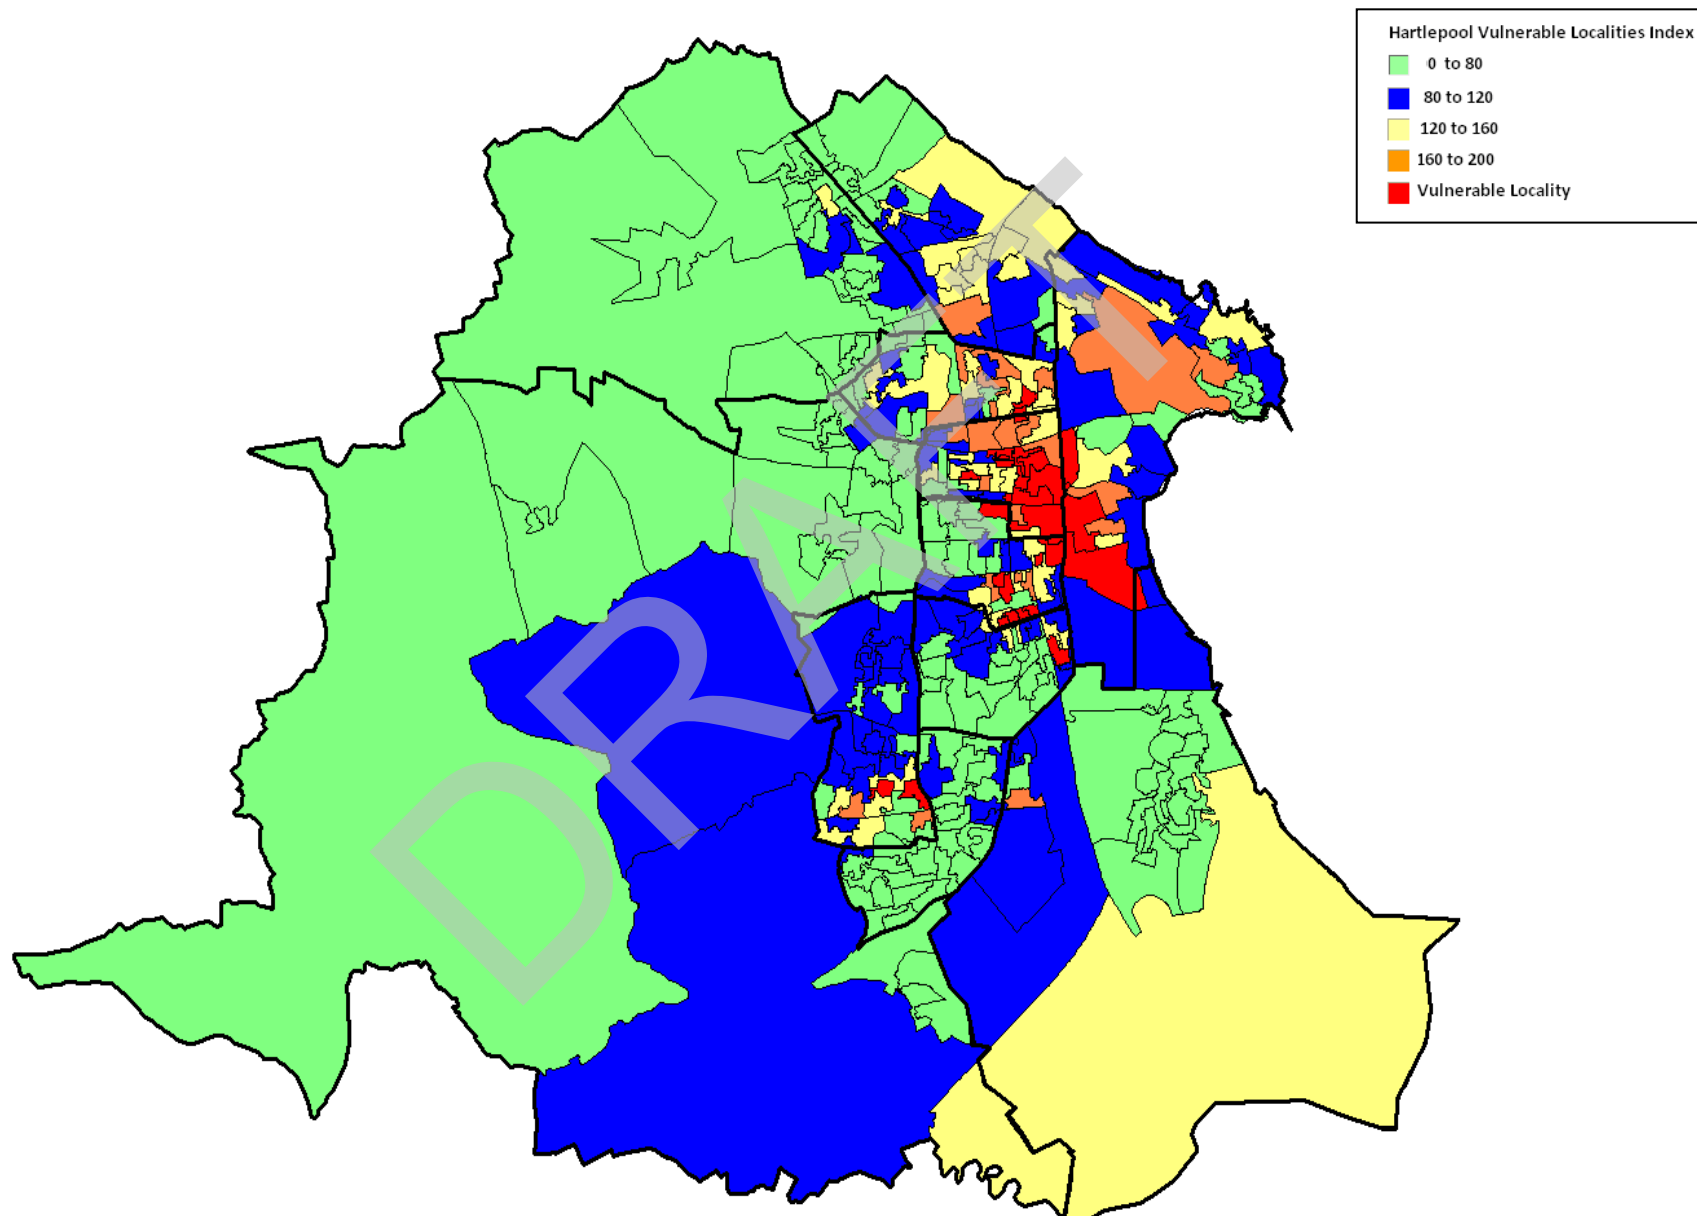 Hartlepool Vulnerable Localities Index
0 to 80
80 to 120
120 to 160
160 to 200
Vulnerable Locality
DRAFT